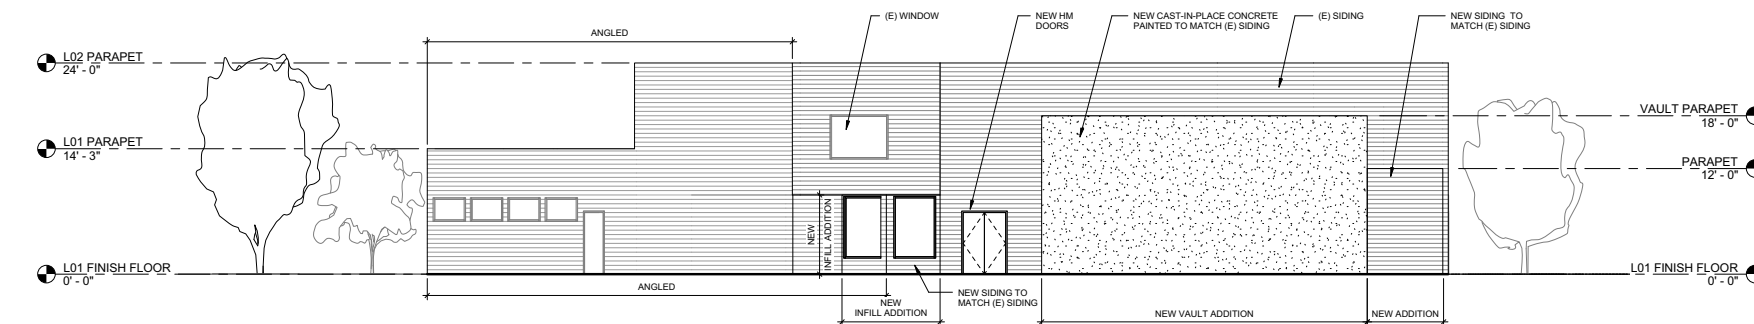 (E) WINDOW
NEW HM
DOORS
NEW CAST-IN-PLACE CONCRETE
PAINTED TO MATCH (E) SIDING
(E) SIDING
NEW SIDING TO
MATCH (E) SIDING
ANGLED
L02 PARAPET
24' - 0"
L01 PARAPET
14' - 3"
VAULT PARAPET
18' - 0"
PARAPET
12' - 0"
NEW
INFILL ADDITION
L01 FINISH FLOOR
0' - 0"
L01 FINISH FLOOR
0' - 0"
ANGLED
NEW
INFILL ADDITION
NEW SIDING TO
MATCH (E) SIDING
NEW VAULT ADDITION
NEW ADDITION